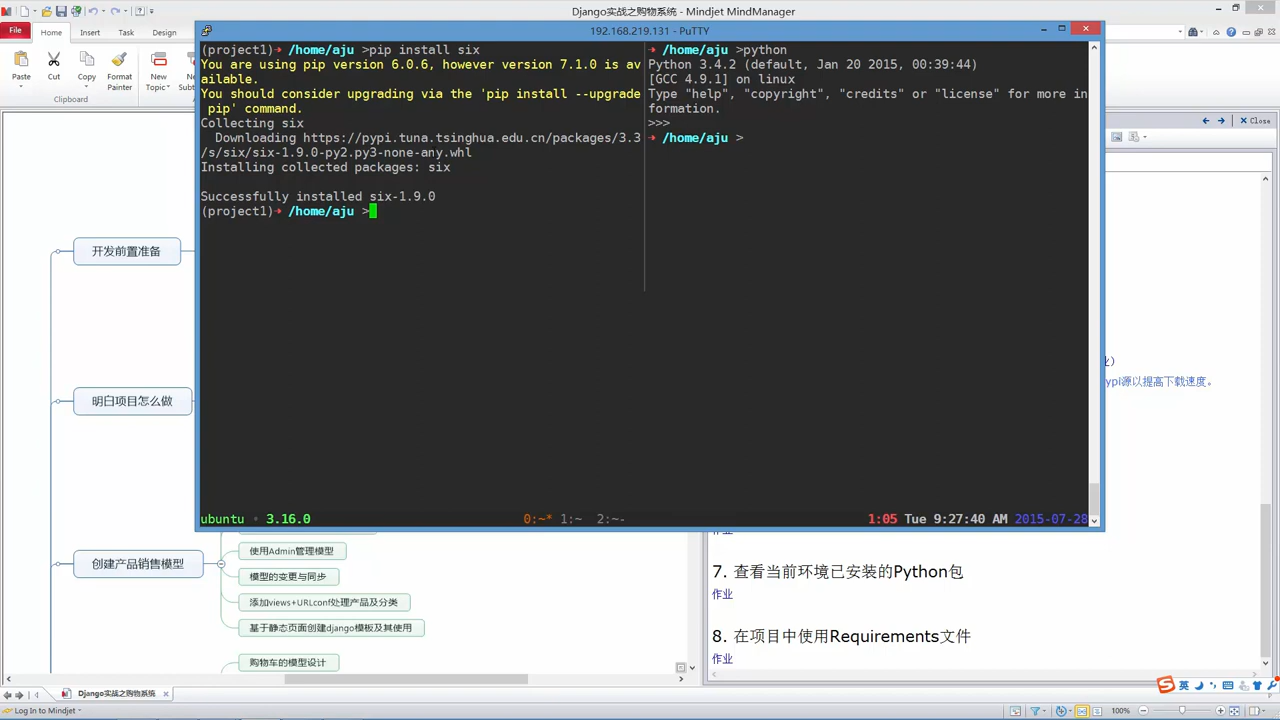 Django实战之购物系统 - Mindjet MindManager
File
Home
Insert
Task
Design
Paste
Cut
Copy
Format
Painter
New
Topic
New
Subt
Clipboard
192.168.219.131 - PuTTY
(project1)➜ /home/aju >pip install six
You are using pip version 6.0.6, however version 7.1.0 is av
ailable.
You should consider upgrading via the 'pip install --upgrade
pip' command.
Collecting six
Downloading https://pypi.tuna.tsinghua.edu.cn/packages/3.3
/s/six/six-1.9.0-py2.py3-none-any.whl
Installing collected packages: six
Successfully installed six-1.9.0
(project1)➜ /home/aju >
➜ /home/aju >python
Python 3.4.2 (default, Jan 20 2015, 00:39:44)
[GCC 4.9.1] on linux
Type "help", "copyright", "credits" or "license" for more in
formation.
>>>
➜ /home/aju >
ubuntu • 3.16.0
0:~* 1:~ 2:~-
1:05 Tue 9:27:40 AM 2015-07-28
Close
开发前置准备
明白项目怎么做
创建产品销售模型
使用Admin管理模型
模型的变更与同步
添加views+URLconf处理产品及分类
基于静态页面创建django模板及其使用
购物车的模型设计
ypi源以提高下载速度。
7. 查看当前环境已安装的Python包
作业
8. 在项目中使用Requirements文件
作业
Django实战之购物系统
英
Log In to Mindjet
100%